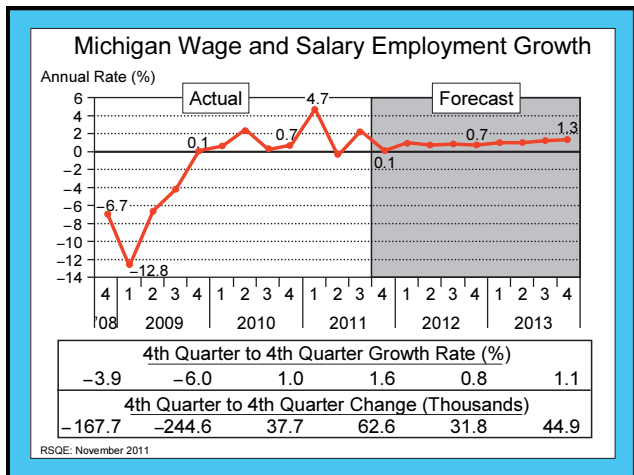 Michigan Wage and Salary Employment Growth
Annual Rate (%)
Actual
Forecast
6
4
2
0
−2
−4
−6
−8
−10
−12
−14
−6.7
−12.8
0.1
0.7
4.7
0.1
0.7
1.3
4 1 2 3 4 1 2 3 4 1 2 3 4 1 2 3 4 1 2 3 4
'08 2009 2010 2011 2012 2013
4th Quarter to 4th Quarter Growth Rate (%)
−3.9 −6.0 1.0 1.6 0.8 1.1
4th Quarter to 4th Quarter Change (Thousands)
−167.7 −244.6 37.7 62.6 31.8 44.9
RSQE: November 2011